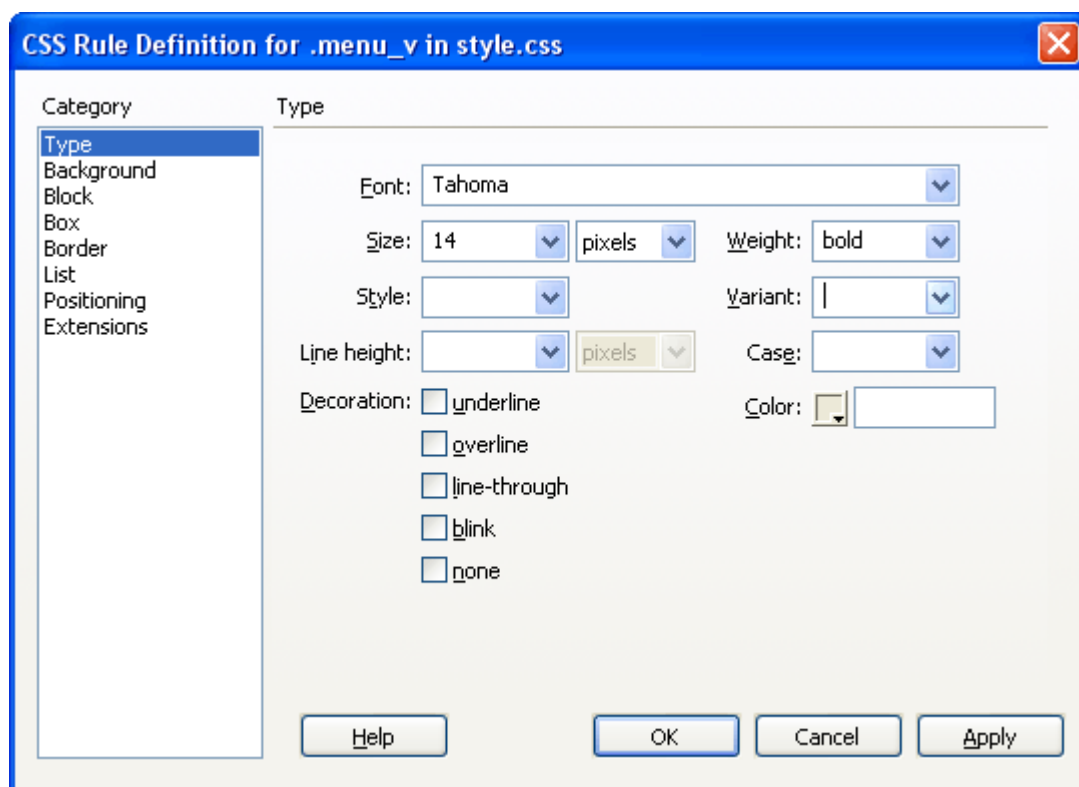 CSS Rule Definition for .menu_v in style.css
Category
Type
Type
Background
Block
Box
Border
List
Positioning
Extensions
Font: Tahoma
Size: 14 pixels Weight: bold
Style: Variant:
Line height: pixels Case:
Decoration: underline Color:
overline
line-through
blink
none
Help OK Cancel Apply